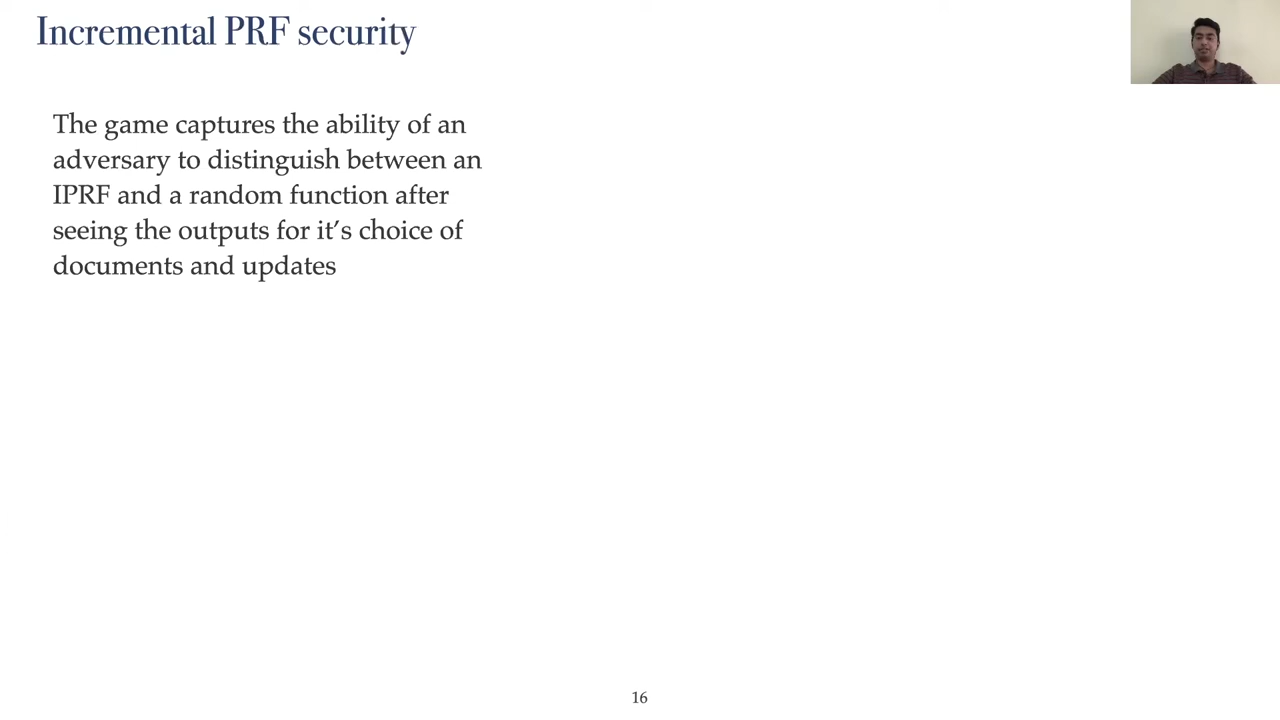 Incremental PRF security
The game captures the ability of an
adversary to distinguish between an
IPRF and a random function after
seeing the outputs for it’s choice of
documents and updates
16